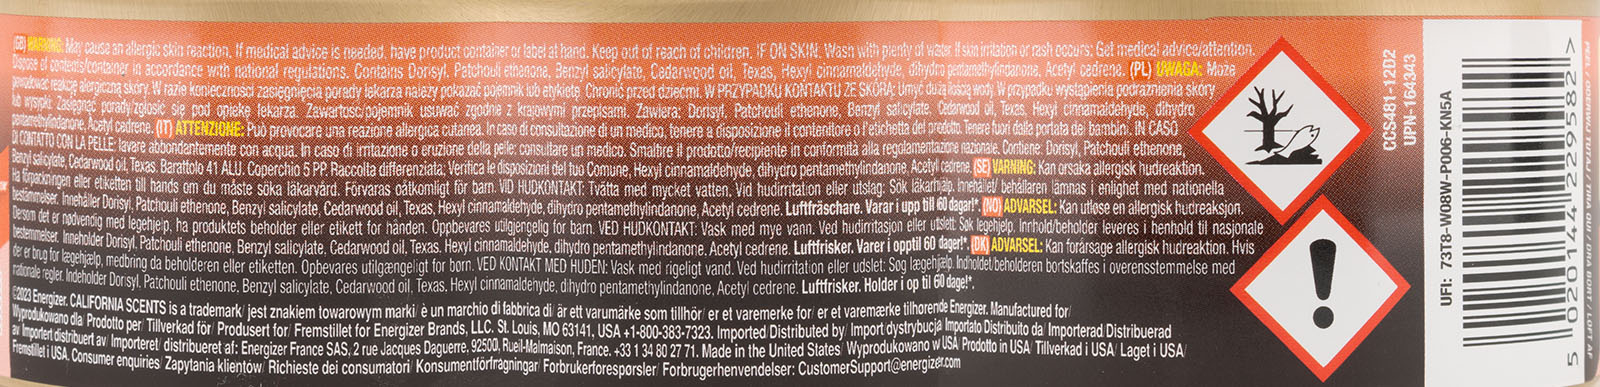 (GB) WARNING: May cause an allergic skin reaction. If medical advice is needed, have product container or label at hand. Keep out of reach of children. IF ON SKIN: Wash with plenty of water. If skin irritation or rash occurs: Get medical advice/attention.
Dispose of contents/container in accordance with national regulations. Contains Dorisyl, Patchouli ethenone, Benzyl salicylate, Cedarwood oil, Texas, Hexyl cinnamaldehyde, dihydro pentamethylindanone, Acetyl cedrene. (PL) UWAGA: Może
powodować reakcję alergiczną skóry. W razie konieczności zasięgnięcia porady lekarza należy pokazać pojemnik lub etykietę. Chronić przed dziećmi. W PRZYPADKU KONTAKTU ZE SKÓRĄ: Umyć dużą ilością wody. W przypadku wystąpienia podrażnienia skóry
lub wysypki: Zasięgnąć porady/zgłosić się pod opiekę lekarza. Zawartość/pojemnik usuwać zgodnie z krajowymi przepisami. Zawiera: Dorisyl, Patchouli ethenone, Benzyl salicylate, Cedarwood oil, Texas, Hexyl cinnamaldehyde, dihydro
pentamethylindanone, Acetyl cedrene. (IT) ATTENZIONE: Può provocare una reazione allergica cutanea. In caso di consultazione di un medico, tenere a disposizione il contenitore o l'etichetta del prodotto. Tenere fuori dalla portata dei bambini. IN CASO
DI CONTATTO CON LA PELLE: lavare abbondantemente con acqua. In caso di irritazione o eruzione della pelle: consultare un medico. Smaltire il prodotto/recipiente in conformità alla regolamentazione nazionale. Contiene: Dorisyl, Patchouli ethenone,
Benzyl salicylate, Cedarwood oil, Texas. Barattolo 41 ALU. Coperchio 5 PP. Raccolta differenziata: Verifica le disposizioni del tuo Comune, Hexyl cinnamaldehyde, dihydro pentamethylindanone, Acetyl cedrene. (SE) VARNING: Kan orsaka allergisk hudreaktion.
Ha förpackningen eller etiketten till hands om du måste söka läkarvård. Förvaras oåtkomligt för barn. VID HUDKONTAKT: Tvätta med mycket vatten. Vid hudirritation eller utslag: Sök läkarhjälp. Innehållet/behållaren lämnas i enlighet med nationella
bestämmelser. Innehåller Dorisyl, Patchouli ethenone, Benzyl salicylate, Cedarwood oil, Texas, Hexyl cinnamaldehyde, dihydro pentamethylindanone, Acetyl cedrene. Luftfräschare. Varar i upp til 60 dagar!*. (NO) ADVARSEL: Kan utløse en allergisk hudreaksjon.
Dersom det er nødvendig med legehjelp, ha produktets beholder eller etikett for hånden. Oppbevares utilgjengelig for barn. VED HUDKONTAKT: Vask med mye vann. Ved hudirritasjon eller utslett: Søk legehjelp. Innhold/beholder leveres i henhold til nasjonale
bestemmelser. Inneholder Dorisyl, Patchouli ethenone, Benzyl salicylate, Cedarwood oil, Texas, Hexyl cinnamaldehyde, dihydro pentamethylindanone, Acetyl cedrene. Luftfrisker. Varer i opptil 60 dager!*. (DK) ADVARSEL: Kan forårsage allergisk hudreaktion. Hvis
der er brug for lægehjælp, medbring da beholderen eller etiketten. Opbevares utilgængeligt for børn. VED KONTAKT MED HUDEN: Vask med rigeligt vand. Ved hudirritation eller udslet: Søg lægehjælp. Indholdet/beholderen bortskaffes i overensstemmelse med
nationale regler. Indeholder Dorisyl, Patchouli ethenone, Benzyl salicylate, Cedarwood oil, Texas, Hexyl cinnamaldehyde, dihydro pentamethylindanone, Acetyl cedrene. Luftfrisker. Holder i op til 60 dage!*.
©2023 Energizer. CALIFORNIA SCENTS is a trademark/ jest znakiem towarowym marki/ è un marchio di fabbrica di/ är ett varumärke som tillhör/ er et varemerke for/ er et varemærke tilhørende Energizer. Manufactured for/
Wyprodukowano dla/ Prodotto per/ Tillverkad för/ Produsert for/ Fremstillet for Energizer Brands, LLC. St. Louis, MO 63141, USA +1-800-383-7323. Imported/Distributed by/ Import dystrybucja/ Importato Distribuito da/ Importerad Distribuerad
av/ Importert distribuert av/ Importeret/ distribueret af: Energizer France SAS, 2 rue Jacques Daguerre, 92500, Rueil-Malmaison, France. +33 1 34 80 27 71. Made in the United States/ Wyprodukowano w USA/ Prodotto in USA/ Tillverkad i USA/ Laget i USA/
Fremstillet i USA. Consumer enquiries/ Zapytania klientów/ Richieste dei consumatori/ Konsumentförfrågningar/ Forbrukerforespørsler/ Forbrugerhenvendelser: CustomerSupport@energizer.com
CCS481-12D2
UPN-164343
UFI: 73T8-W08W-P006-KN5A
5 020144 229582 >